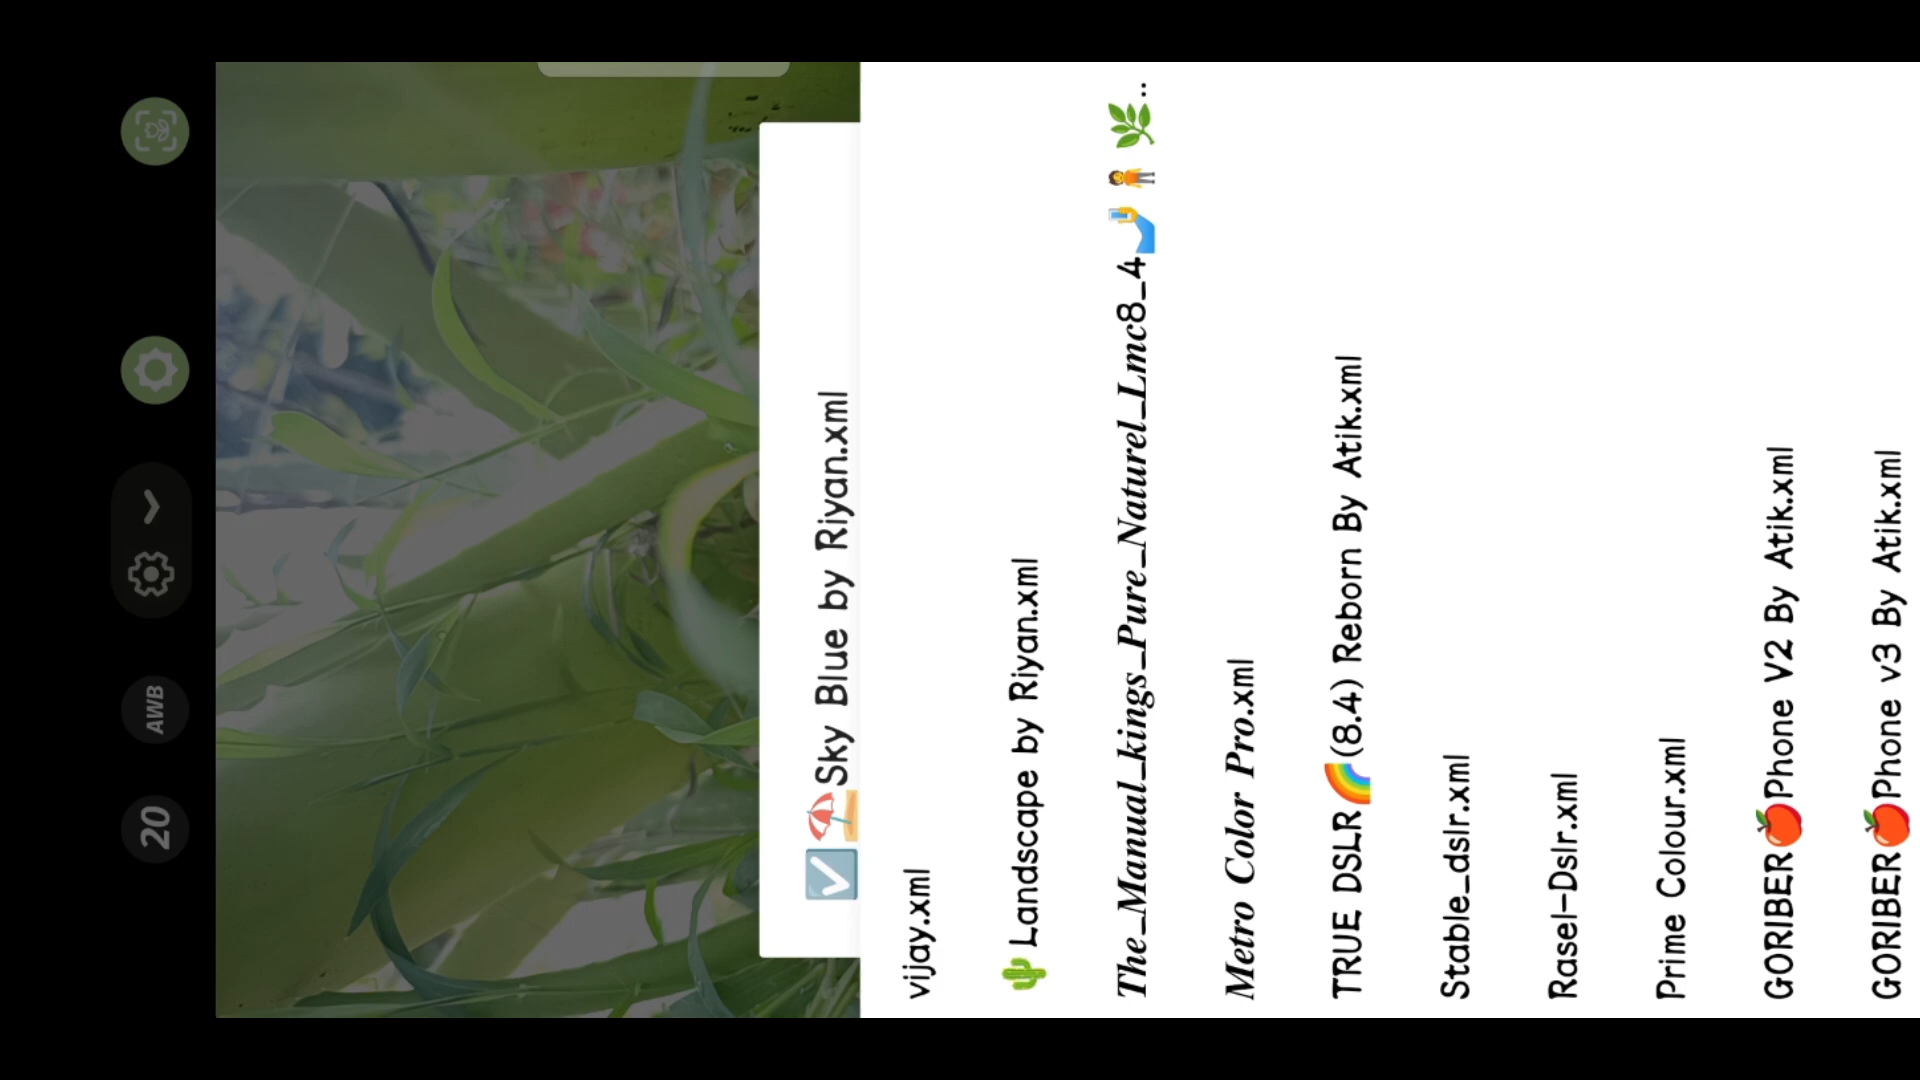 ☑️⛱️Sky Blue by Riyan.xml
vijay.xml
🌵 Landscape by Riyan.xml
The_Manual_kings_Pure_Naturel_Lmc8_4🤳🧍🌿..
Metro Color Pro.xml
TRUE DSLR🌈(8.4) Reborn By Atik.xml
Stable_dslr.xml
Rasel-Dslr.xml
Prime Colour.xml
GORIBER🍎Phone V2 By Atik.xml
GORIBER🍎Phone v3 By Atik.xml
20
AWB